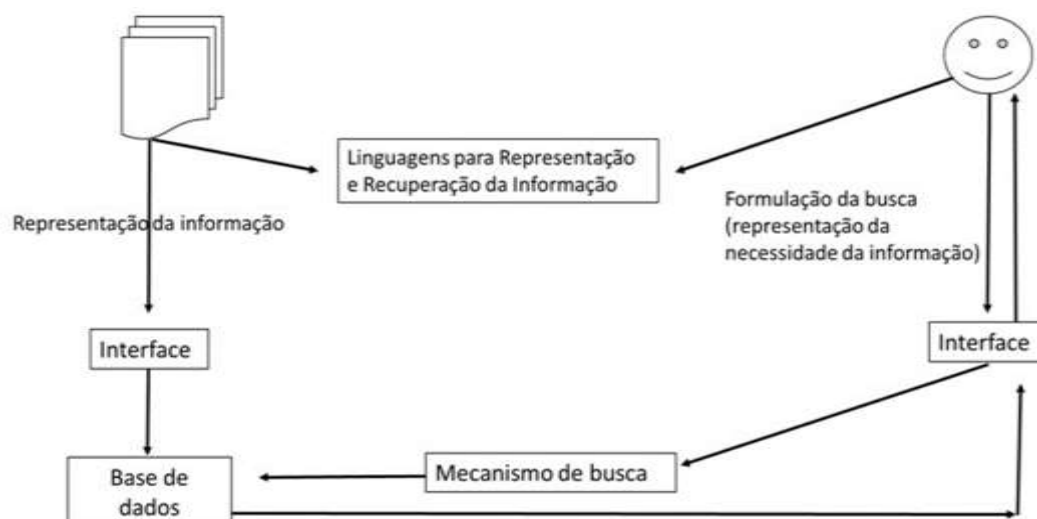 Linguagens para Representação
e Recuperação da Informação
Representação da informação
Formulação da busca
(representação da
necessidade da informação)
Interface
Interface
Mecanismo de busca
Base de
dados